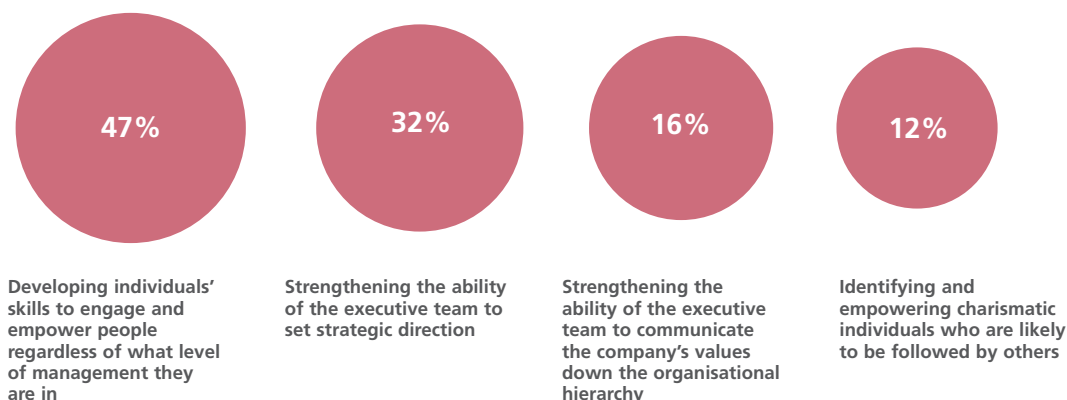 47%
32%
16%
12%
Developing individuals’
skills to engage and
empower people
regardless of what level
of management they
are in
Strengthening the ability
of the executive team to
set strategic direction
Strengthening the
ability of the executive
team to communicate
the company’s values
down the organisational
hierarchy
Identifying and
empowering charismatic
individuals who are likely
to be followed by others